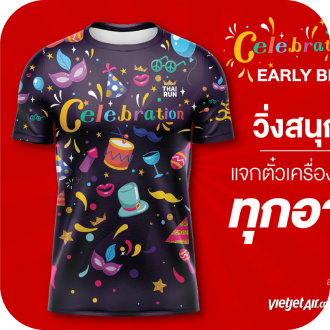 Celebration
EARLY B
THAI
RUN
Celebration
วิ่งสนุก
แจกตั๋วเครื่อง
ทุกอา
vietjetAir.c